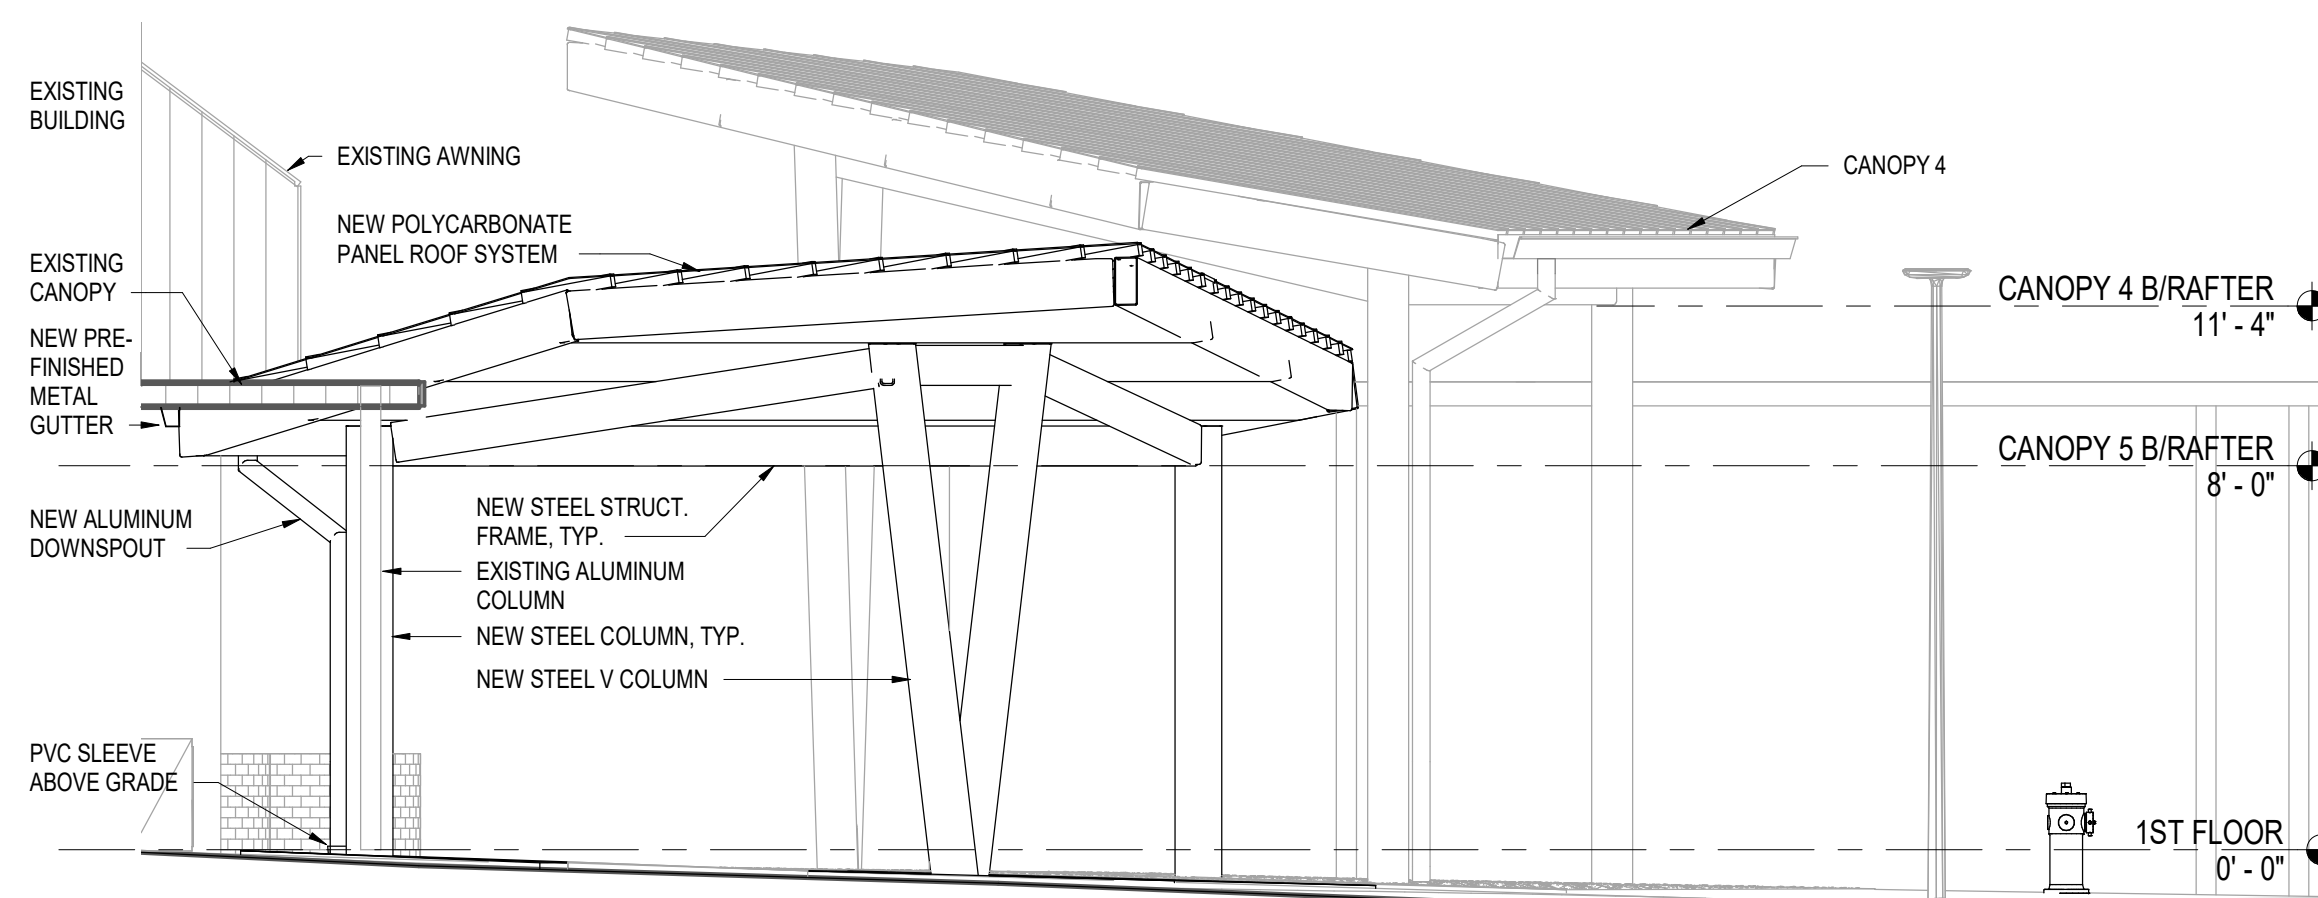 EXISTING
BUILDING
EXISTING AWNING
CANOPY 4
NEW POLYCARBONATE
PANEL ROOF SYSTEM
EXISTING
CANOPY
CANOPY 4 B/RAFTER
11' - 4"
NEW PRE-
FINISHED
METAL
GUTTER
CANOPY 5 B/RAFTER
8' - 0"
NEW ALUMINUM
DOWNSPOUT
NEW STEEL STRUCT.
FRAME, TYP.
EXISTING ALUMINUM
COLUMN
NEW STEEL COLUMN, TYP.
NEW STEEL V COLUMN
PVC SLEEVE
ABOVE GRADE
1ST FLOOR
0' - 0"